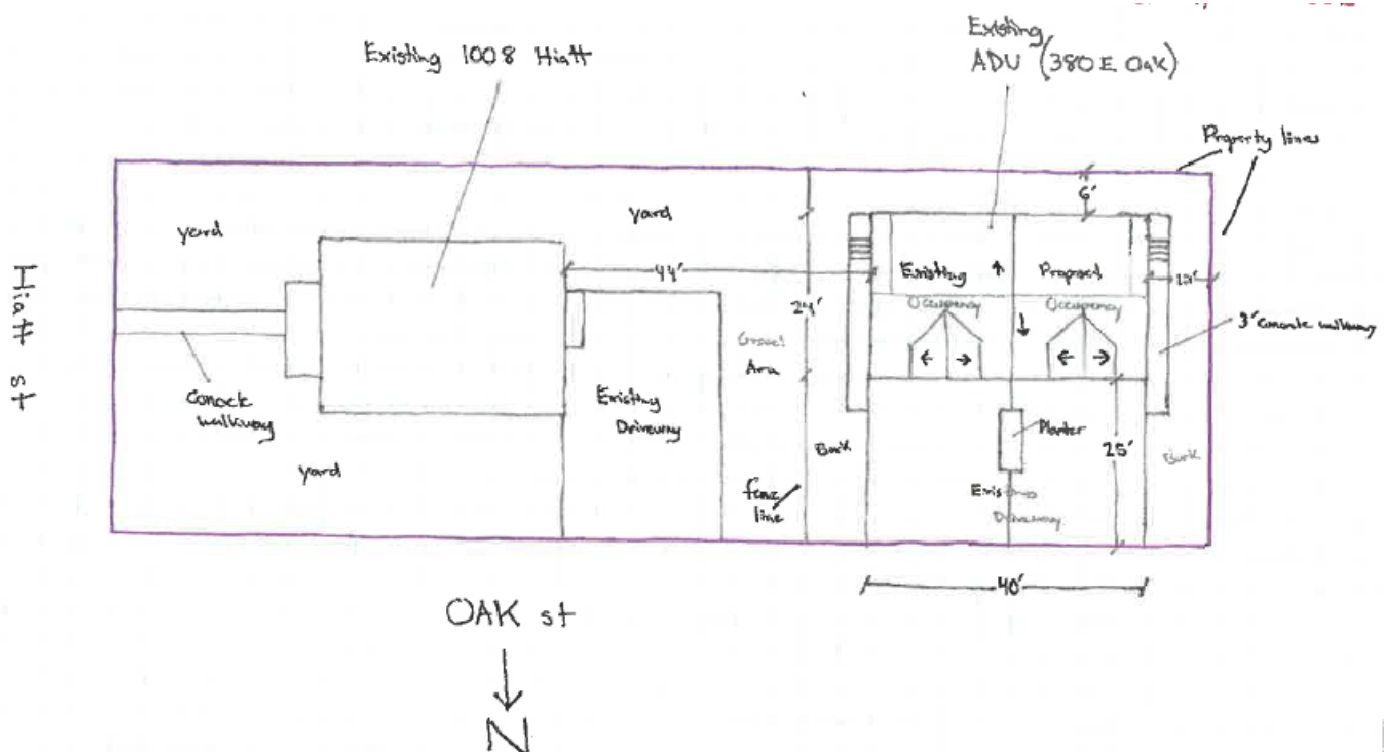 Existing 1008 Hiatt
Existing
ADU (380 E Oak)
Property lines
6'
yard
yard
44'
24'
Existing
Occupancy
Proposed
Occupancy
3' concrete walkway
Hiatt st
walkway
yard
Existing
Driveway
Gravel
Area
Bark
fence
line
Planter
25'
Bark
Existing
Driveway
40'
OAK st
N